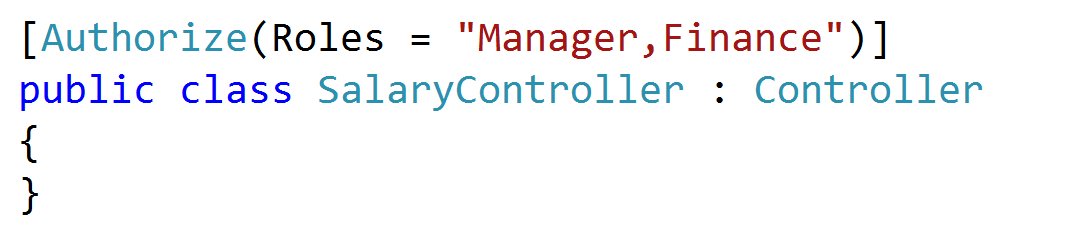 [Authorize(Roles = "Manager,Finance")]
public class SalaryController : Controller
{
}